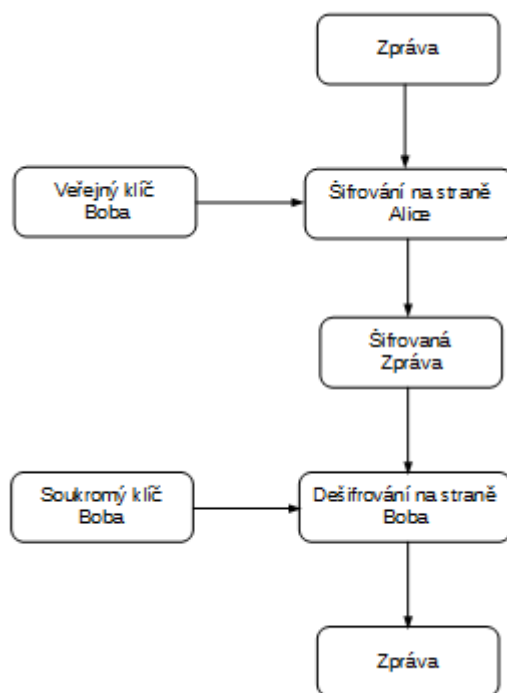 Zpráva
Veřejný klíč
Boba
Šifrování na straně
Alice
Šifrovaná
Zpráva
Soukromý klíč
Boba
Dešifrování na straně
Boba
Zpráva